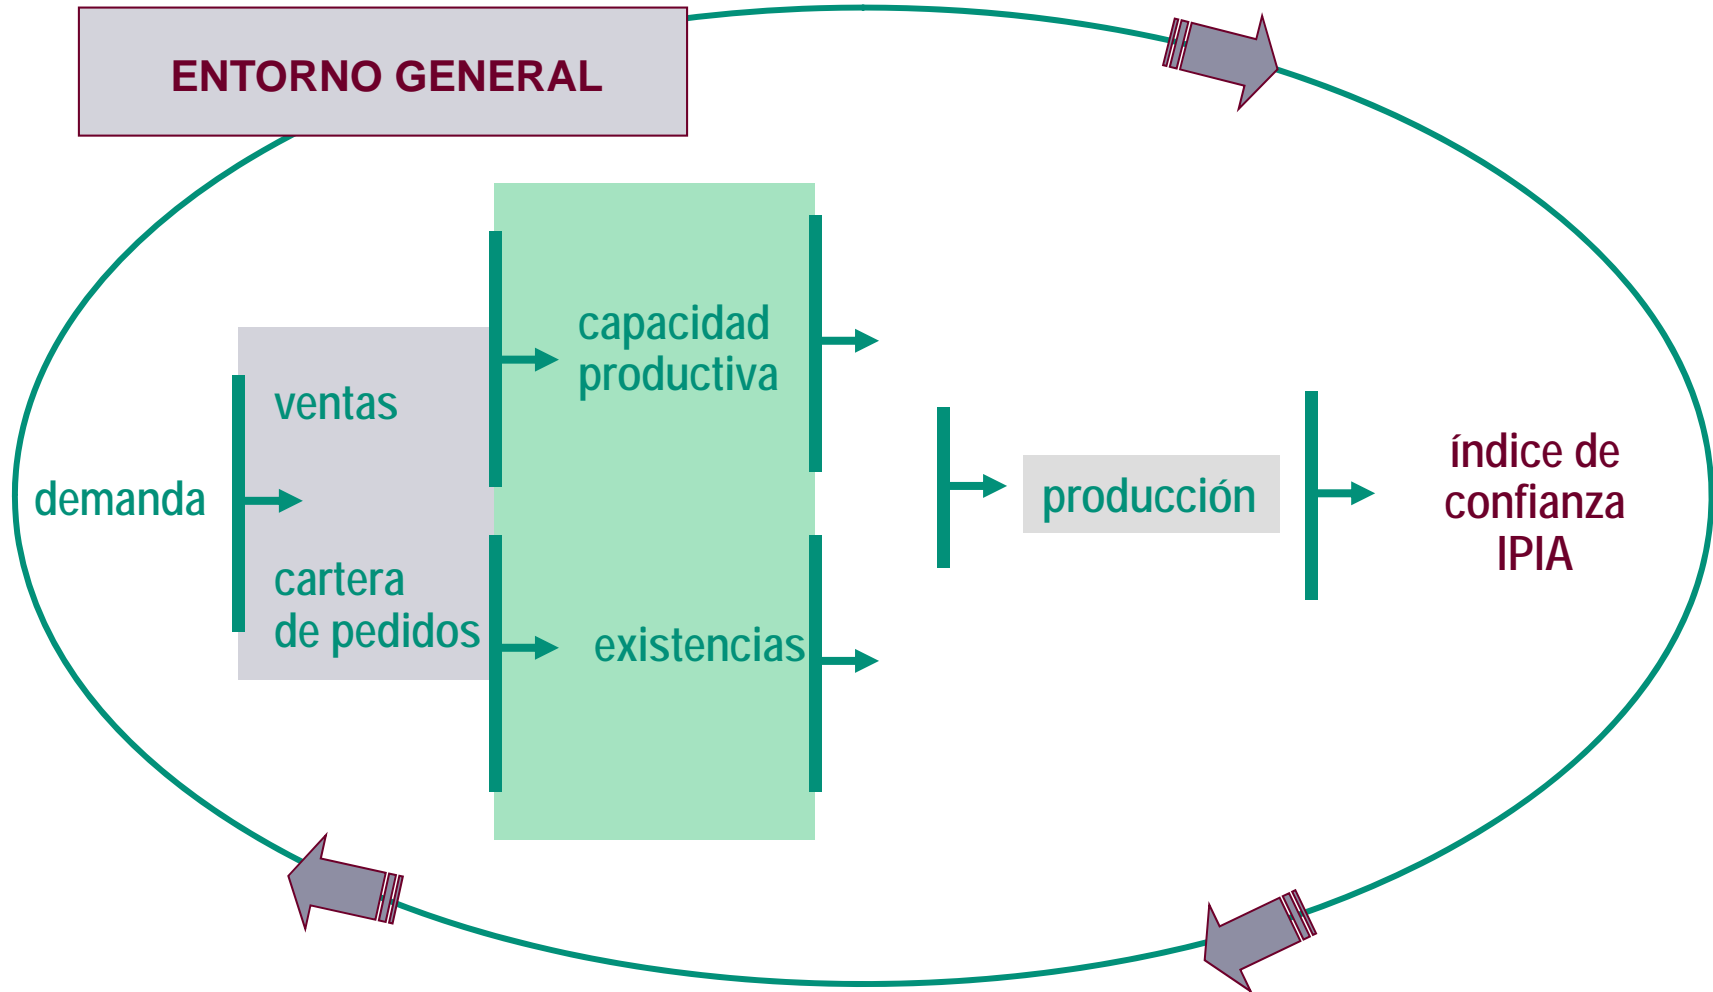 ENTORNO GENERAL
demanda
ventas
cartera
de pedidos
capacidad
productiva
existencias
producción
índice de
confianza
IPIA